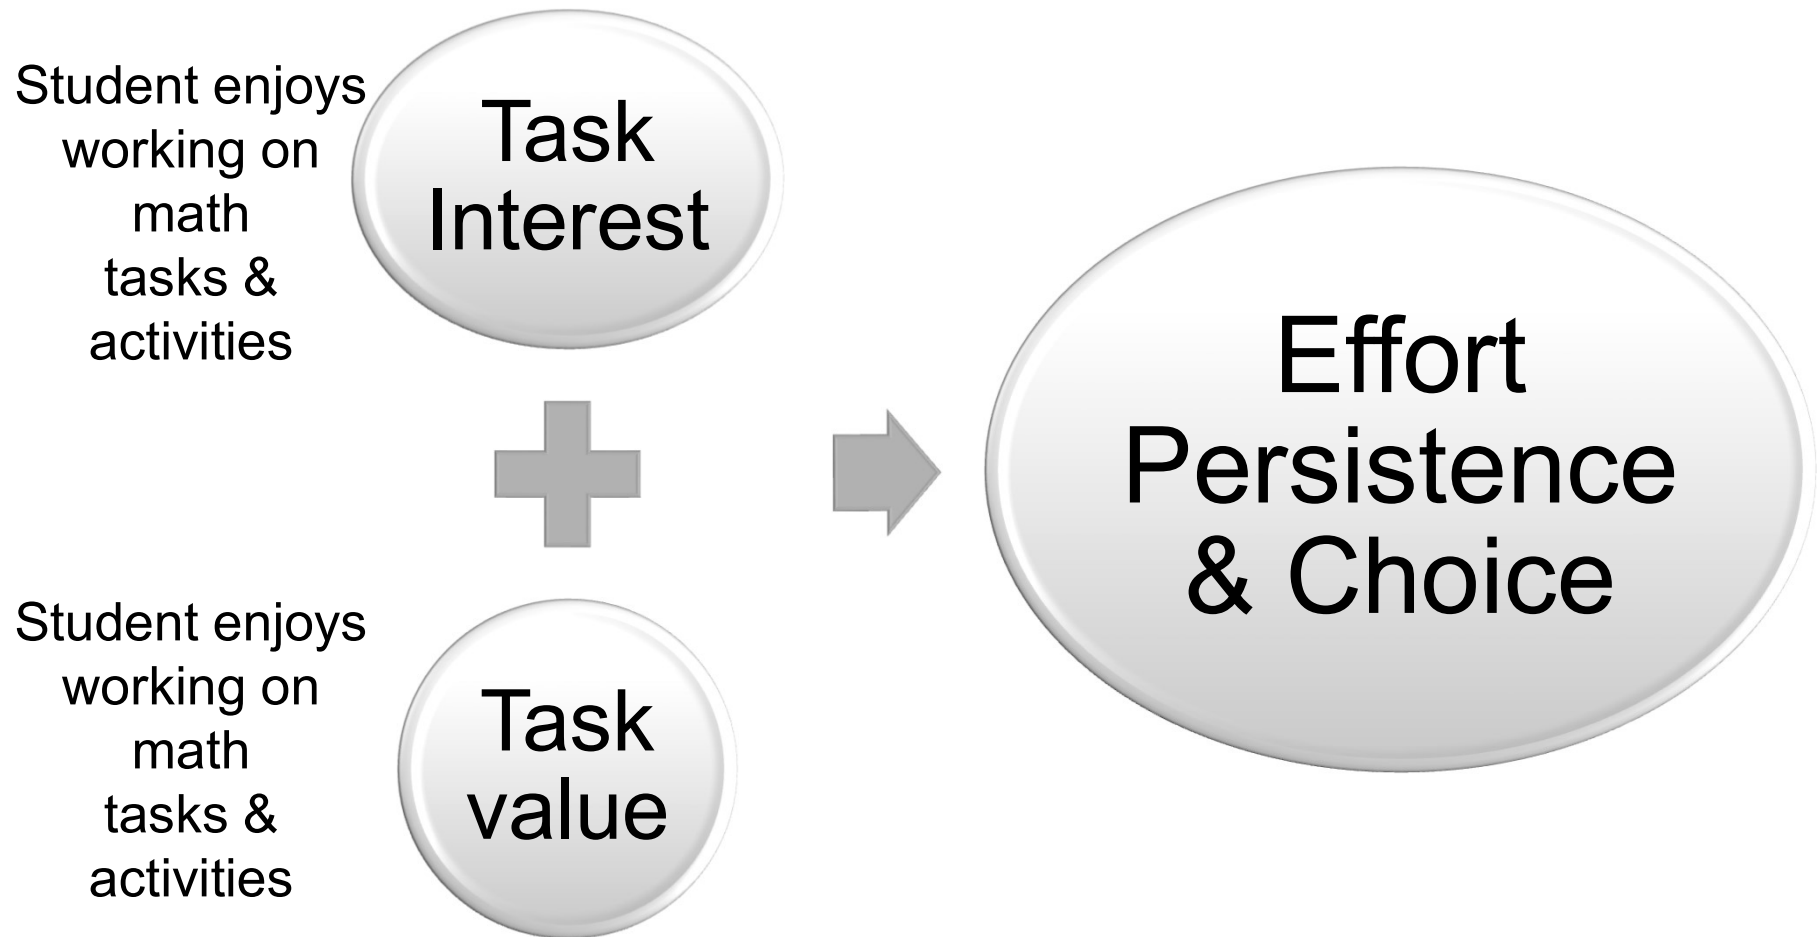 Student enjoys
working on
math
tasks &
activities
Task
Interest
Student enjoys
working on
math
tasks &
activities
Task
value
Effort
Persistence
& Choice